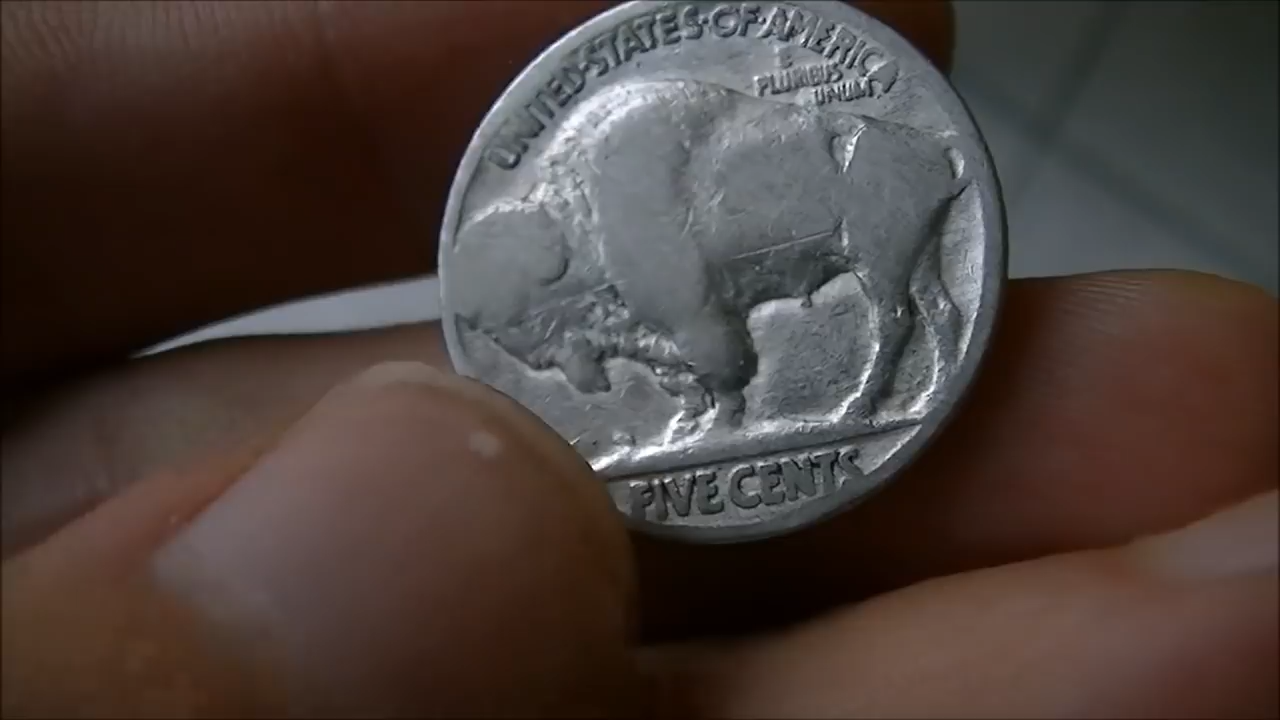 UNITED·STATES·OF·AMERICA
E
PLURIBUS
UNUM
FIVE CENTS